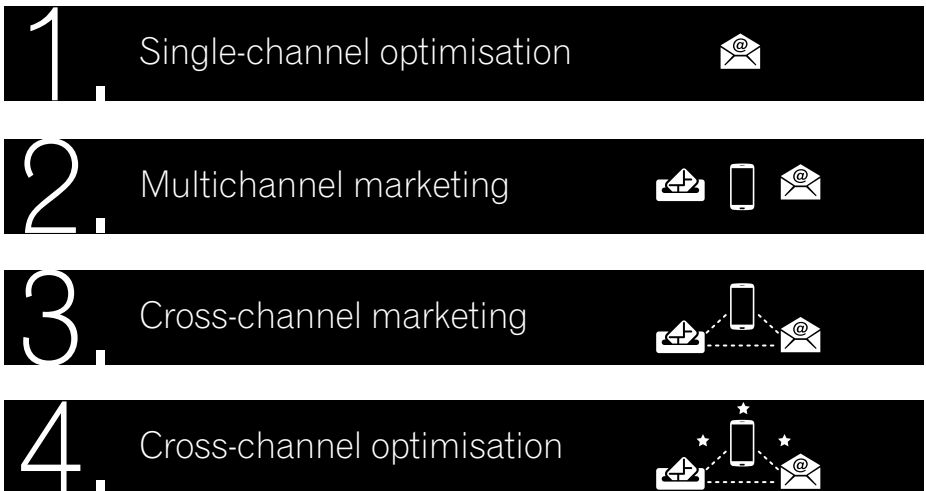 1. Single-channel optimisation @
2. Multichannel marketing @
3. Cross-channel marketing @
4. Cross-channel optimisation @